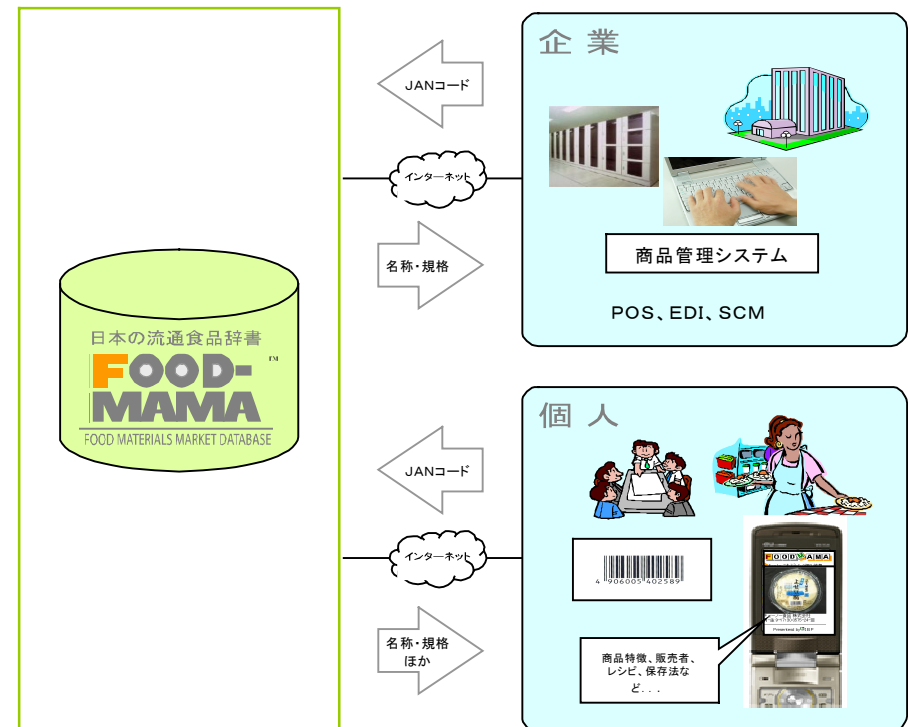 日本の流通食品辞書
FOOD-
MAMA
TM
FOOD MATERIALS MARKET DATABASE
JANコード
インターネット
名称・規格
企業
商品管理システム
POS、EDI、SCM
JANコード
インターネット
名称・規格
ほか
個人
4 906005 402589
商品特徴、販売者、
レシピ、保存法な
ど...